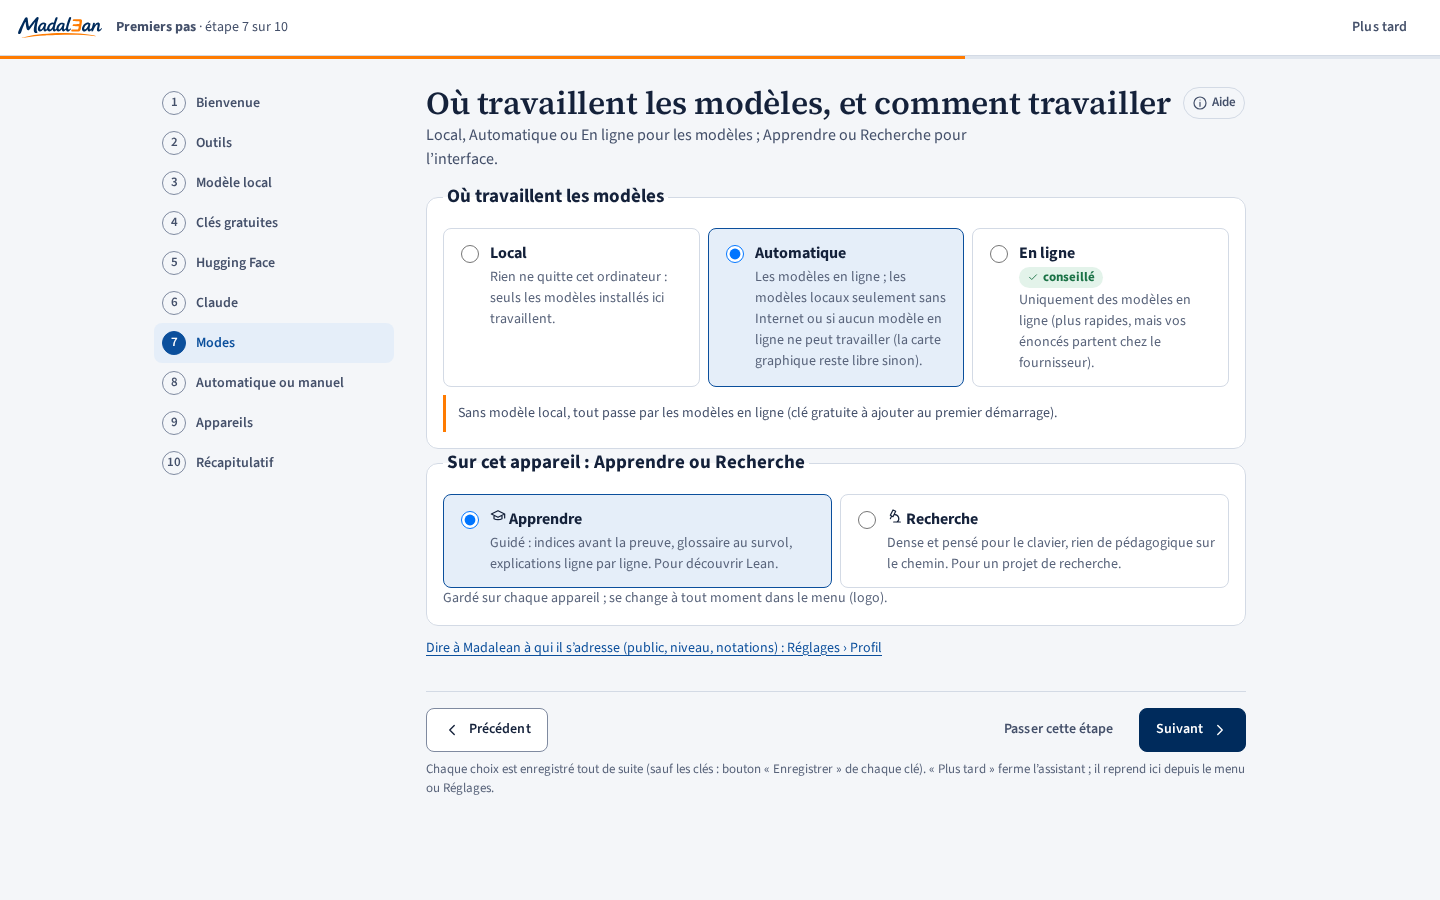 MadalƎan
Premiers pas · étape 7 sur 10
Plus tard
1 Bienvenue
2 Outils
3 Modèle local
4 Clés gratuites
5 Hugging Face
6 Claude
7 Modes
8 Automatique ou manuel
9 Appareils
10 Récapitulatif
Où travaillent les modèles, et comment travailler
Aide
Local, Automatique ou En ligne pour les modèles ; Apprendre ou Recherche pour
l’interface.
Où travaillent les modèles
Local
Rien ne quitte cet ordinateur :
seuls les modèles installés ici
travaillent.
Automatique
Les modèles en ligne ; les
modèles locaux seulement sans
Internet ou si aucun modèle en
ligne ne peut travailler (la carte
graphique reste libre sinon).
En ligne
conseillé
Uniquement des modèles en
ligne (plus rapides, mais vos
énoncés partent chez le
fournisseur).
Sans modèle local, tout passe par les modèles en ligne (clé gratuite à ajouter au premier démarrage).
Sur cet appareil : Apprendre ou Recherche
Apprendre
Guidé : indices avant la preuve, glossaire au survol,
explications ligne par ligne. Pour découvrir Lean.
Recherche
Dense et pensé pour le clavier, rien de pédagogique sur
le chemin. Pour un projet de recherche.
Gardé sur chaque appareil ; se change à tout moment dans le menu (logo).
Dire à Madalean à qui il s’adresse (public, niveau, notations) : Réglages › Profil
Précédent
Passer cette étape
Suivant
Chaque choix est enregistré tout de suite (sauf les clés : bouton « Enregistrer » de chaque clé). « Plus tard » ferme l’assistant ; il reprend ici depuis le menu
ou Réglages.